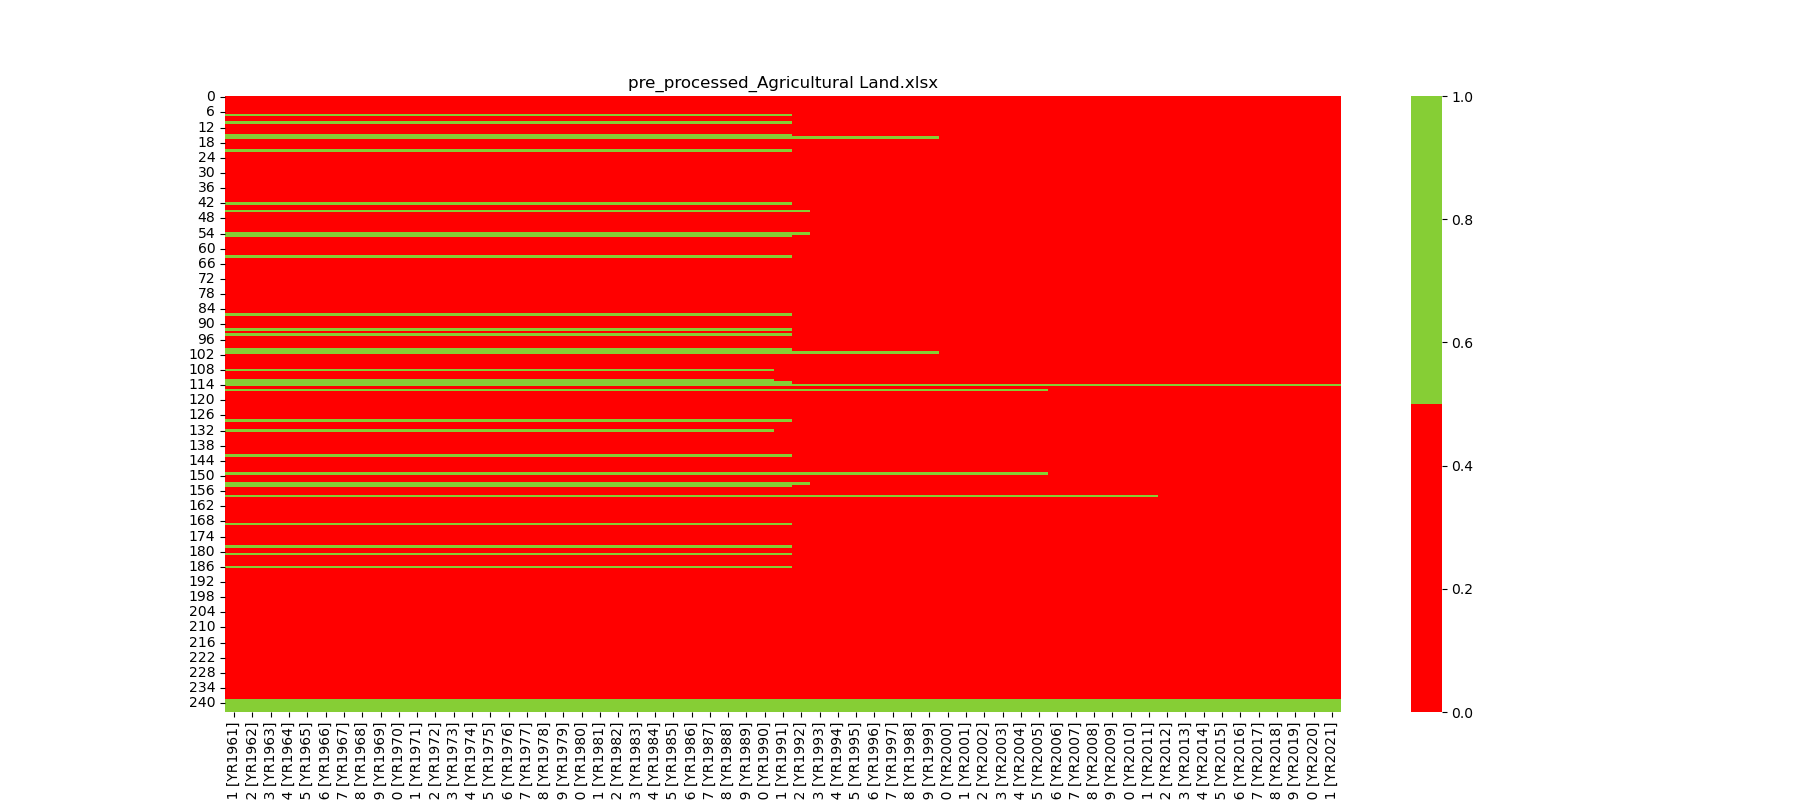 pre_processed_Agricultural Land.xlsx
0
6
12
18
24
30
36
42
48
54
60
66
72
78
84
90
96
102
108
114
120
126
132
138
144
150
156
162
168
174
180
186
192
198
204
210
216
222
228
234
240
1 [YR1961]
2 [YR1962]
3 [YR1963]
4 [YR1964]
5 [YR1965]
6 [YR1966]
7 [YR1967]
8 [YR1968]
9 [YR1969]
0 [YR1970]
1 [YR1971]
2 [YR1972]
3 [YR1973]
4 [YR1974]
5 [YR1975]
6 [YR1976]
7 [YR1977]
8 [YR1978]
9 [YR1979]
0 [YR1980]
1 [YR1981]
2 [YR1982]
3 [YR1983]
4 [YR1984]
5 [YR1985]
6 [YR1986]
7 [YR1987]
8 [YR1988]
9 [YR1989]
0 [YR1990]
1 [YR1991]
2 [YR1992]
3 [YR1993]
4 [YR1994]
5 [YR1995]
6 [YR1996]
7 [YR1997]
8 [YR1998]
9 [YR1999]
0 [YR2000]
1 [YR2001]
2 [YR2002]
3 [YR2003]
4 [YR2004]
5 [YR2005]
6 [YR2006]
7 [YR2007]
8 [YR2008]
9 [YR2009]
0 [YR2010]
1 [YR2011]
2 [YR2012]
3 [YR2013]
4 [YR2014]
5 [YR2015]
6 [YR2016]
7 [YR2017]
8 [YR2018]
9 [YR2019]
0 [YR2020]
1 [YR2021]
1.0
0.8
0.6
0.4
0.2
0.0